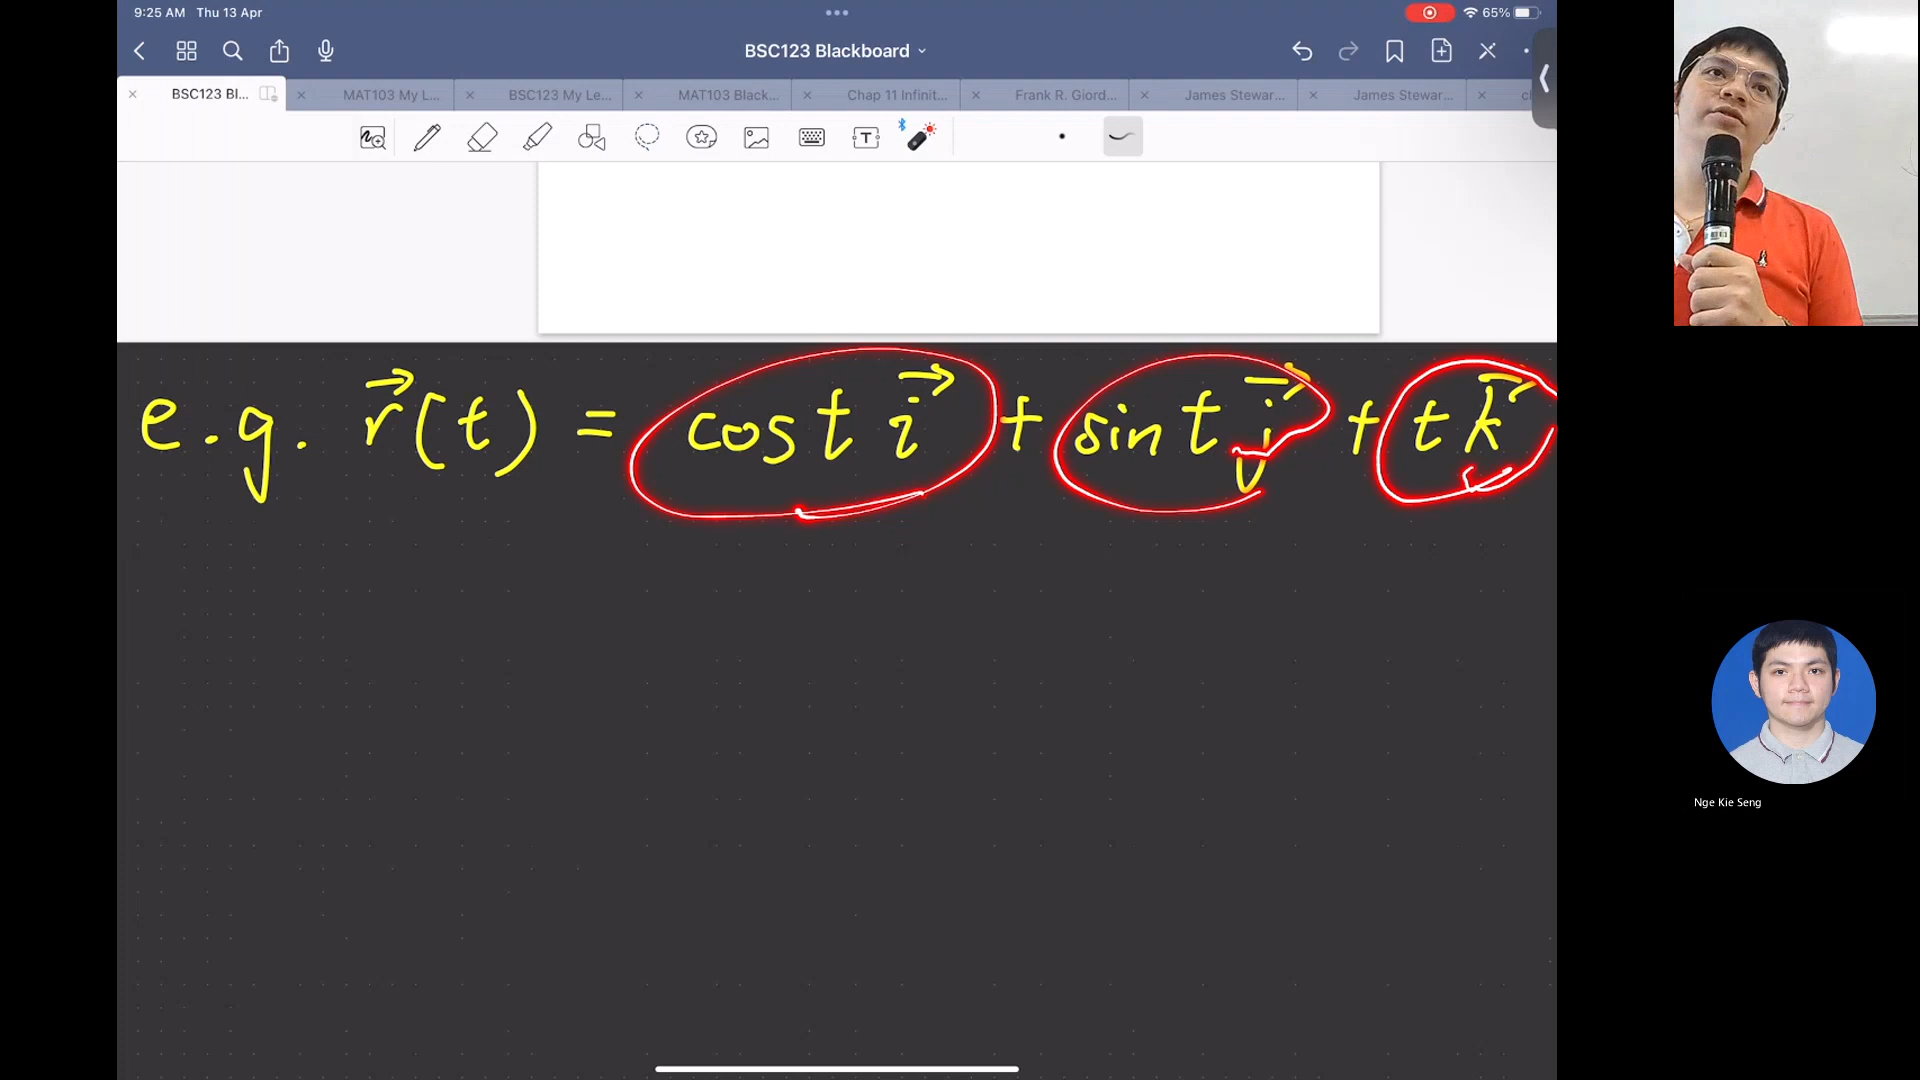 9:25 AM Thu 13 Apr
65%
BSC123 Blackboard
BSC123 Bl...
MAT103 My L...
BSC123 My Le...
MAT103 Black...
Chap 11 Infinit...
Frank R. Giord...
James Stewar...
James Stewar...
T
e.g. r⃗(t) = cos t i⃗ + sin t j⃗ + t k⃗
Nge Kie Seng